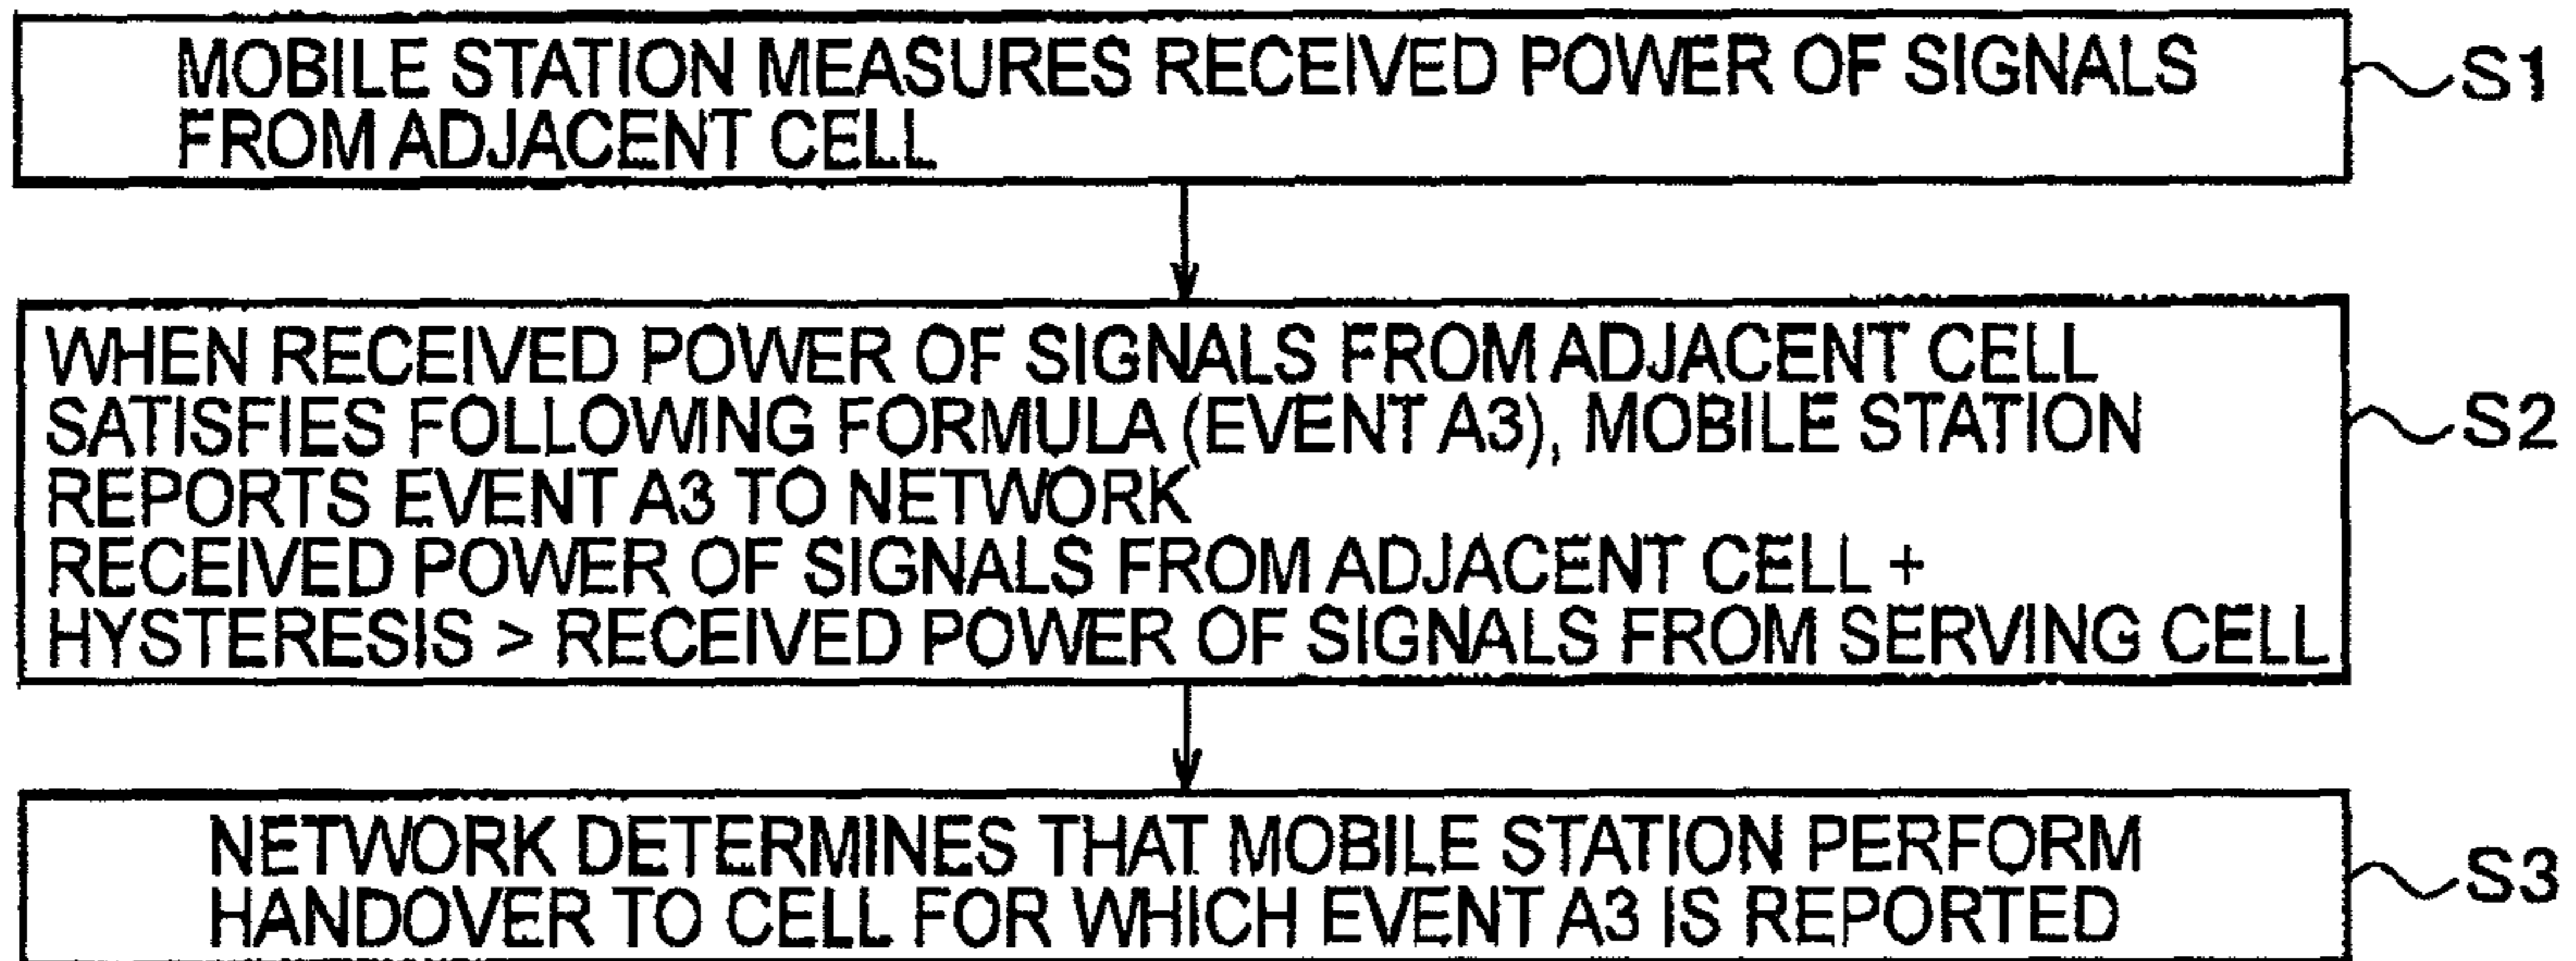 MOBILE STATION MEASURES RECEIVED POWER OF SIGNALS
FROM ADJACENT CELL
S1
WHEN RECEIVED POWER OF SIGNALS FROM ADJACENT CELL
SATISFIES FOLLOWING FORMULA (EVENT A3), MOBILE STATION
REPORTS EVENT A3 TO NETWORK
RECEIVED POWER OF SIGNALS FROM ADJACENT CELL +
HYSTERESIS > RECEIVED POWER OF SIGNALS FROM SERVING CELL
S2
NETWORK DETERMINES THAT MOBILE STATION PERFORM
HANDOVER TO CELL FOR WHICH EVENT A3 IS REPORTED
S3